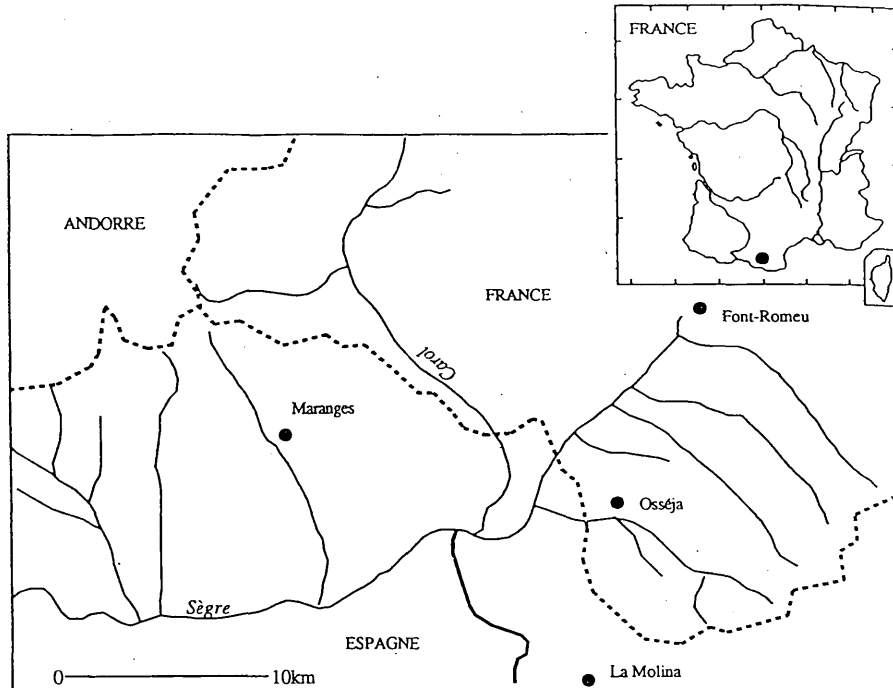 FRANCE
ANDORRE
FRANCE
Font-Romeu
Carol
Maranges
Osséja
Sègre
ESPAGNE
0 10km
La Molina